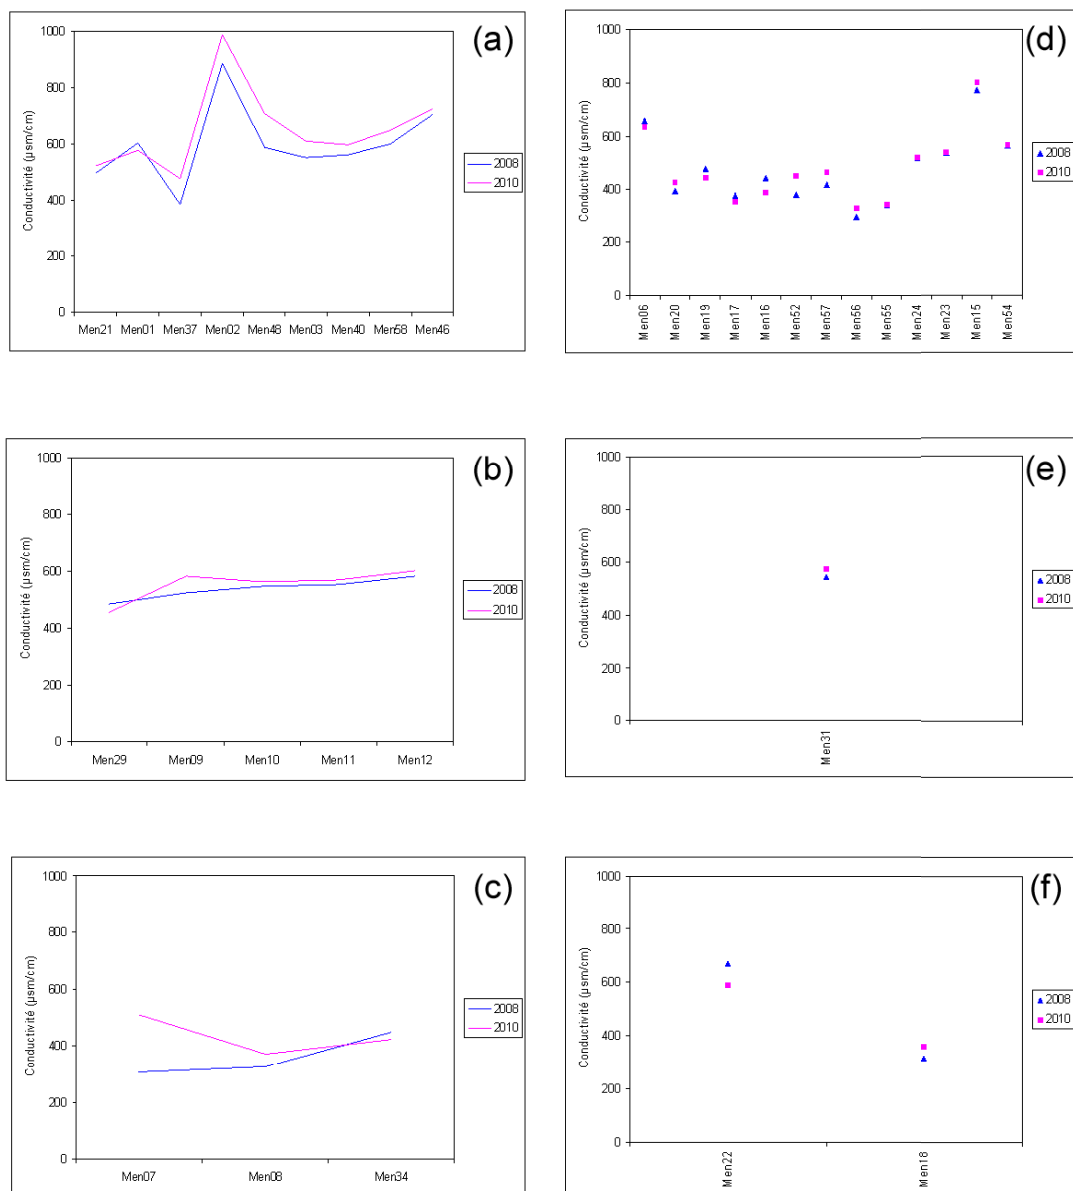 (a)
Conductivité (µsm/cm)
1000
800
600
400
200
0
Men21 Men01 Men37 Men02 Men48 Men03 Men40 Men58 Men46
2008
2010
(d)
Conductivité (µsm/cm)
1000
800
600
400
200
0
Men06
Men20
Men19
Men17
Men16
Men52
Men57
Men56
Men55
Men24
Men23
Men15
Men54
2008
2010
(b)
Conductivité (µsm/cm)
1000
800
600
400
200
0
Men29 Men09 Men10 Men11 Men12
2008
2010
(e)
Conductivité (µsm/cm)
1000
800
600
400
200
0
Men31
2008
2010
(c)
Conductivité (µsm/cm)
1000
800
600
400
200
0
Men07 Men08 Men34
2008
2010
(f)
Conductivité (µsm/cm)
1000
800
600
400
200
0
Men22
Men18
2008
2010